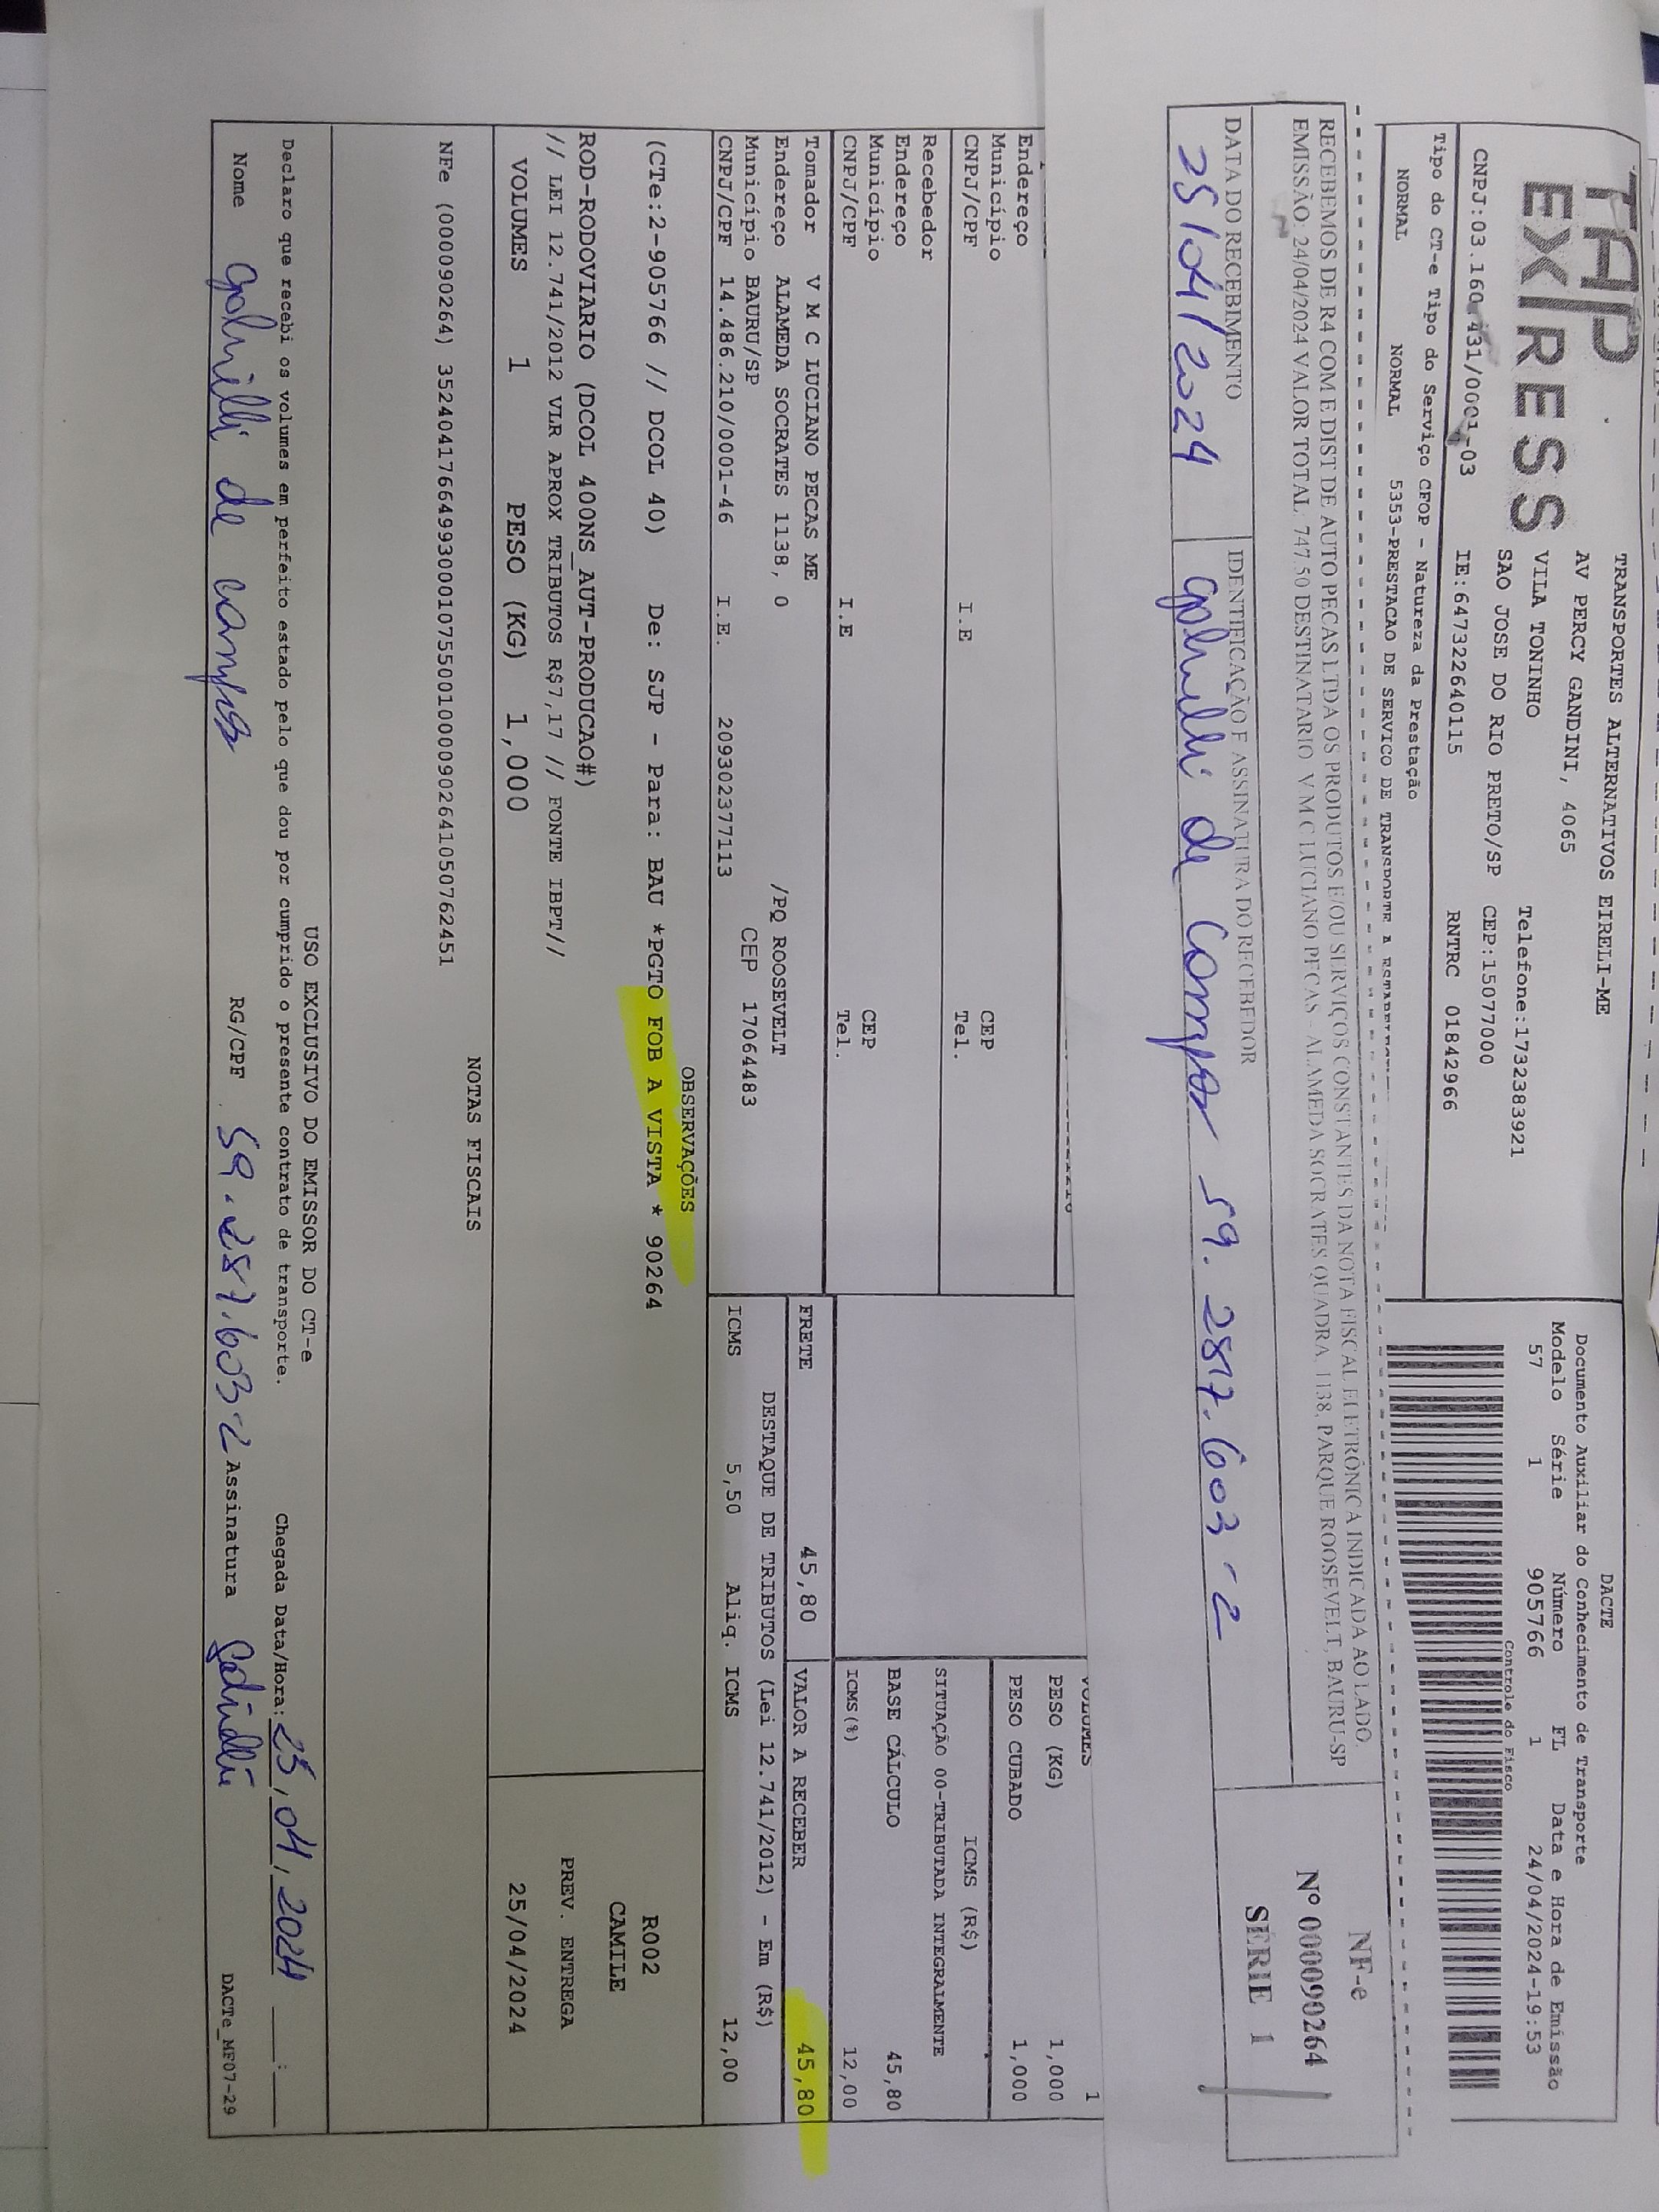 TAP EXPRESS
TRANSPORTES ALTERNATIVOS EIRELI-ME
AV PERCY GANDINI, 4065
VILA TONINHO Telefone:1732383921
SAO JOSE DO RIO PRETO/SP CEP:15077000
CNPJ:03.160.431/0001-03 IE:647322640115 RNTRC 01842966
Tipo do CT-e Tipo do Serviço CFOP - Natureza da Prestação
NORMAL NORMAL 5353-PRESTACAO DE SERVICO DE TRANSPORTE A
DACTE
Documento Auxiliar do Conhecimento de Transporte
Modelo Série Número FL Data e Hora de Emissão
57 1 905766 1 24/04/2024-19:53
Controle do Fisco
RECEBEMOS DE R4 COM E DIST DE AUTO PECAS LTDA OS PRODUTOS E/OU SERVIÇOS CONSTANTES DA NOTA FISCAL ELETRÔNICA INDICADA AO LADO.
EMISSÃO: 24/04/2024 VALOR TOTAL: 747,50 DESTINATARIO: V M C LUCIANO PECAS - ALAMEDA SOCRATES QUADRA, 1138, PARQUE ROOSEVELT, BAURU-SP
DATA DO RECEBIMENTO IDENTIFICAÇÃO E ASSINATURA DO RECEBEDOR
25/04/2024 de Campos 59.287.603-2
NF-e
Nº 000090264
SÉRIE 1
Endereço
Município CEP
CNPJ/CPF I.E Tel.
Recebedor
Endereço
Município CEP
CNPJ/CPF I.E Tel.
Tomador V M C LUCIANO PECAS ME
Endereço ALAMEDA SOCRATES 1138, 0 /PQ ROOSEVELT
Município BAURU/SP CEP 17064483
CNPJ/CPF 14.486.210/0001-46 I.E. 209302377113
VOLUMES 1
PESO (KG) 1,000
PESO CUBADO 1,000
ICMS (R$)
SITUAÇÃO 00-TRIBUTADA INTEGRALMENTE
BASE CÁLCULO 45,80
ICMS(%) 12,00
FRETE 45,80 VALOR A RECEBER 45,80
DESTAQUE DE TRIBUTOS (Lei 12.741/2012) - Em (R$)
ICMS 5,50 Aliq. ICMS 12,00
OBSERVAÇÕES
(CTe:2-905766 // DCOL 40) De: SJP - Para: BAU *PGTO FOB A VISTA * 90264
ROD-RODOVIARIO (DCOL 400NS_AUT-PRODUCAO#)
// LEI 12.741/2012 VLR APROX TRIBUTOS R$7,17 // FONTE IBPT//
VOLUMES 1 PESO (KG) 1,000
R002
CAMILE
PREV. ENTREGA
25/04/2024
NOTAS FISCAIS
NFe (000090264) 35240417664993000107550010000902641050762451
USO EXCLUSIVO DO EMISSOR DO CT-e
Declaro que recebi os volumes em perfeito estado pelo que dou por cumprido o presente contrato de transporte. Chegada Data/Hora: 25/04/2024 __:__
Nome de campos RG/CPF 59.287.603-2 Assinatura
DACTe_MF07-29